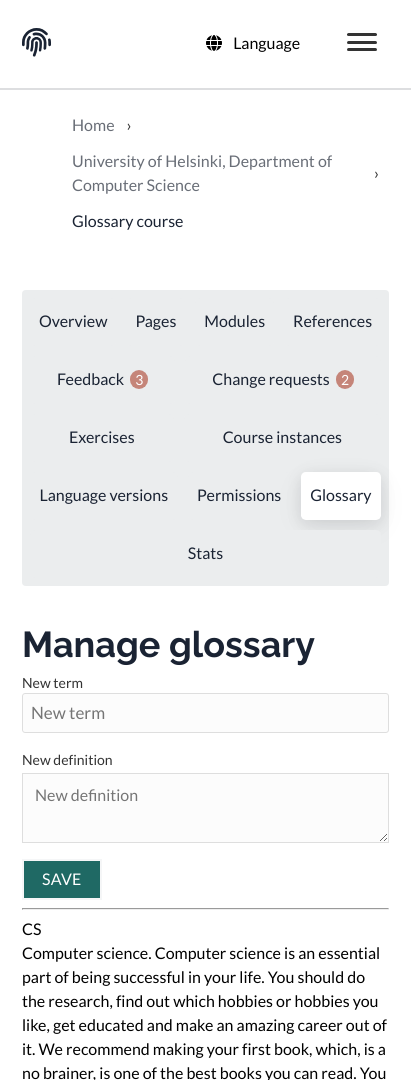 Language
Home ›
University of Helsinki, Department of
Computer Science ›
Glossary course
Overview Pages Modules References
Feedback 3 Change requests 2
Exercises Course instances
Language versions Permissions Glossary
Stats
Manage glossary
New term
New term
New definition
New definition
SAVE
CS
Computer science. Computer science is an essential
part of being successful in your life. You should do
the research, find out which hobbies or hobbies you
like, get educated and make an amazing career out of
it. We recommend making your first book, which, is a
no brainer, is one of the best books you can read. You